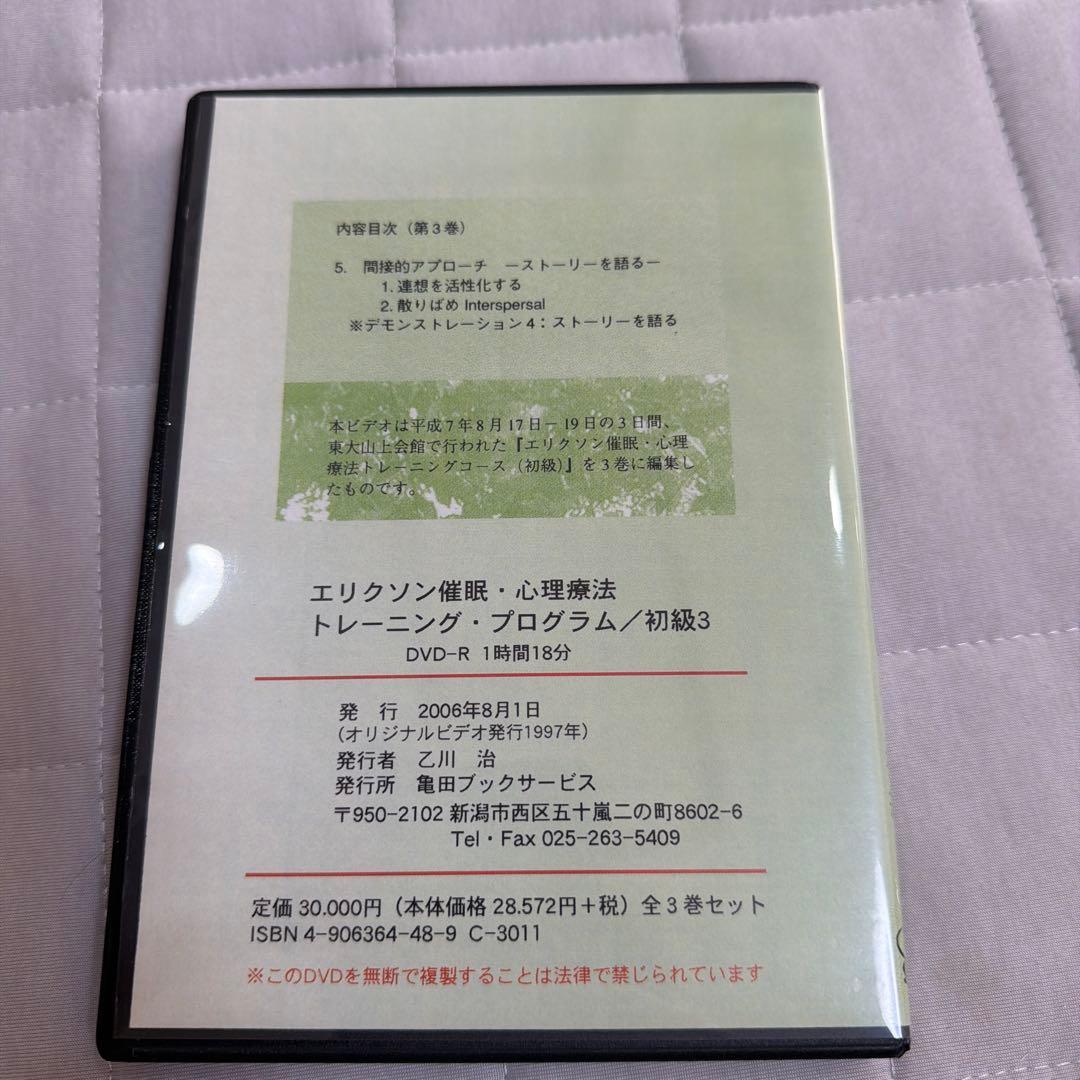 内容目次（第3巻）
5. 間接的アプローチ －ストーリーを語る－
1. 連想を活性化する
2. 散りばめ Interspersal
※デモンストレーション4：ストーリーを語る
本ビデオは平成7年8月17日－19日の3日間、
東大山上会館で行われた『エリクソン催眠・心理
療法トレーニングコース（初級）』を3巻に編集し
たものです。
エリクソン催眠・心理療法
トレーニング・プログラム／初級3
DVD-R 1時間18分
発 行 2006年8月1日
（オリジナルビデオ発行1997年）
発行者 乙川 治
発行所 亀田ブックサービス
〒950-2102 新潟市西区五十嵐二の町8602-6
Tel・Fax 025-263-5409
定価 30.000円（本体価格 28.572円＋税）全3巻セット
ISBN 4-906364-48-9 C-3011
※このDVDを無断で複製することは法律で禁じられています